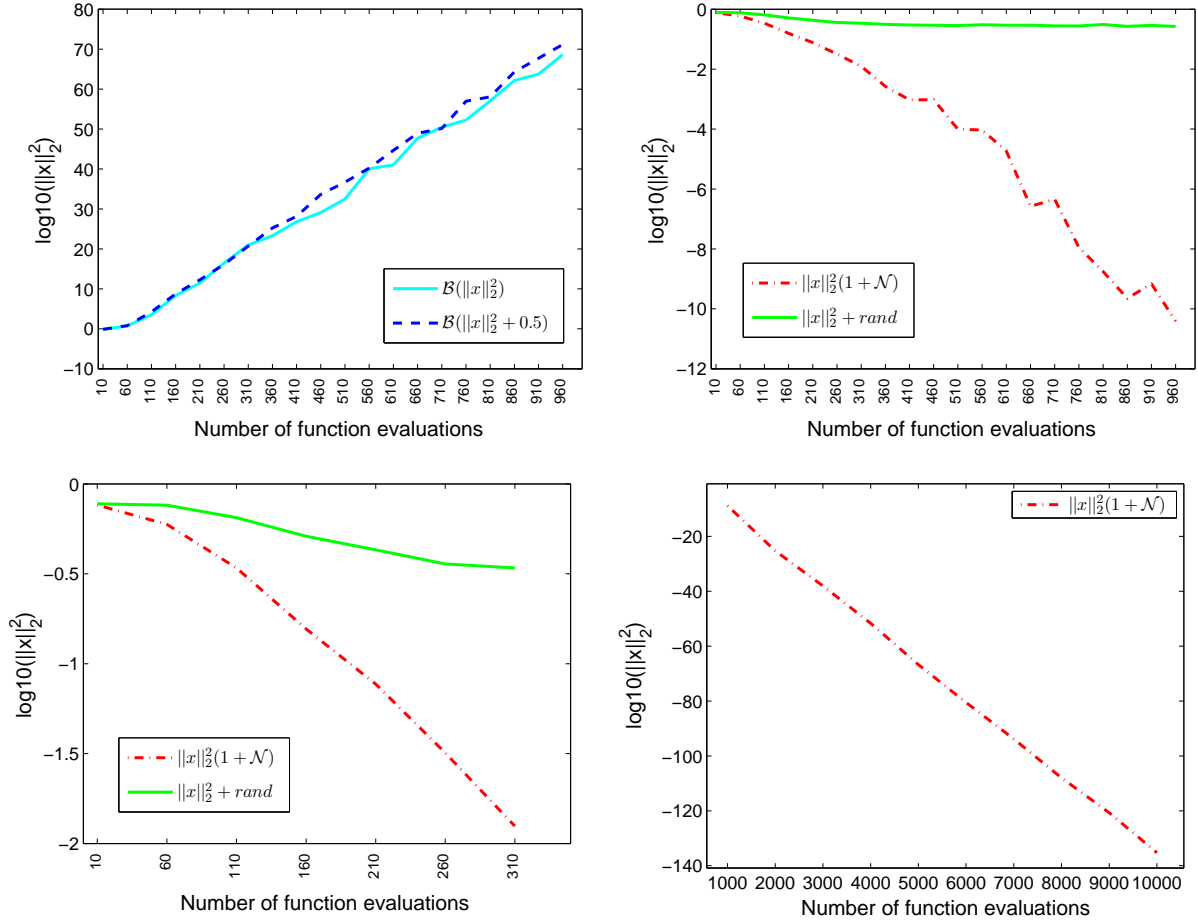 log10(||x||_2^2)
80
70
60
50
40
30
20
10
0
−10
B(||x||_2^2)
B(||x||_2^2 + 0.5)
10 60 110 160 210 260 310 360 410 460 510 560 610 660 710 760 810 860 910 960
Number of function evaluations
log10(||x||_2^2)
0
−2
−4
−6
−8
−10
−12
||x||_2^2(1 + N)
||x||_2^2 + rand
10 60 110 160 210 260 310 360 410 460 510 560 610 660 710 760 810 860 910 960
Number of function evaluations
log10(||x||_2^2)
0
−0.5
−1
−1.5
−2
||x||_2^2(1 + N)
||x||_2^2 + rand
10 60 110 160 210 260 310
Number of function evaluations
log10(||x||_2^2)
||x||_2^2(1 + N)
−20
−40
−60
−80
−100
−120
−140
1000 2000 3000 4000 5000 6000 7000 8000 9000 10000
Number of function evaluations